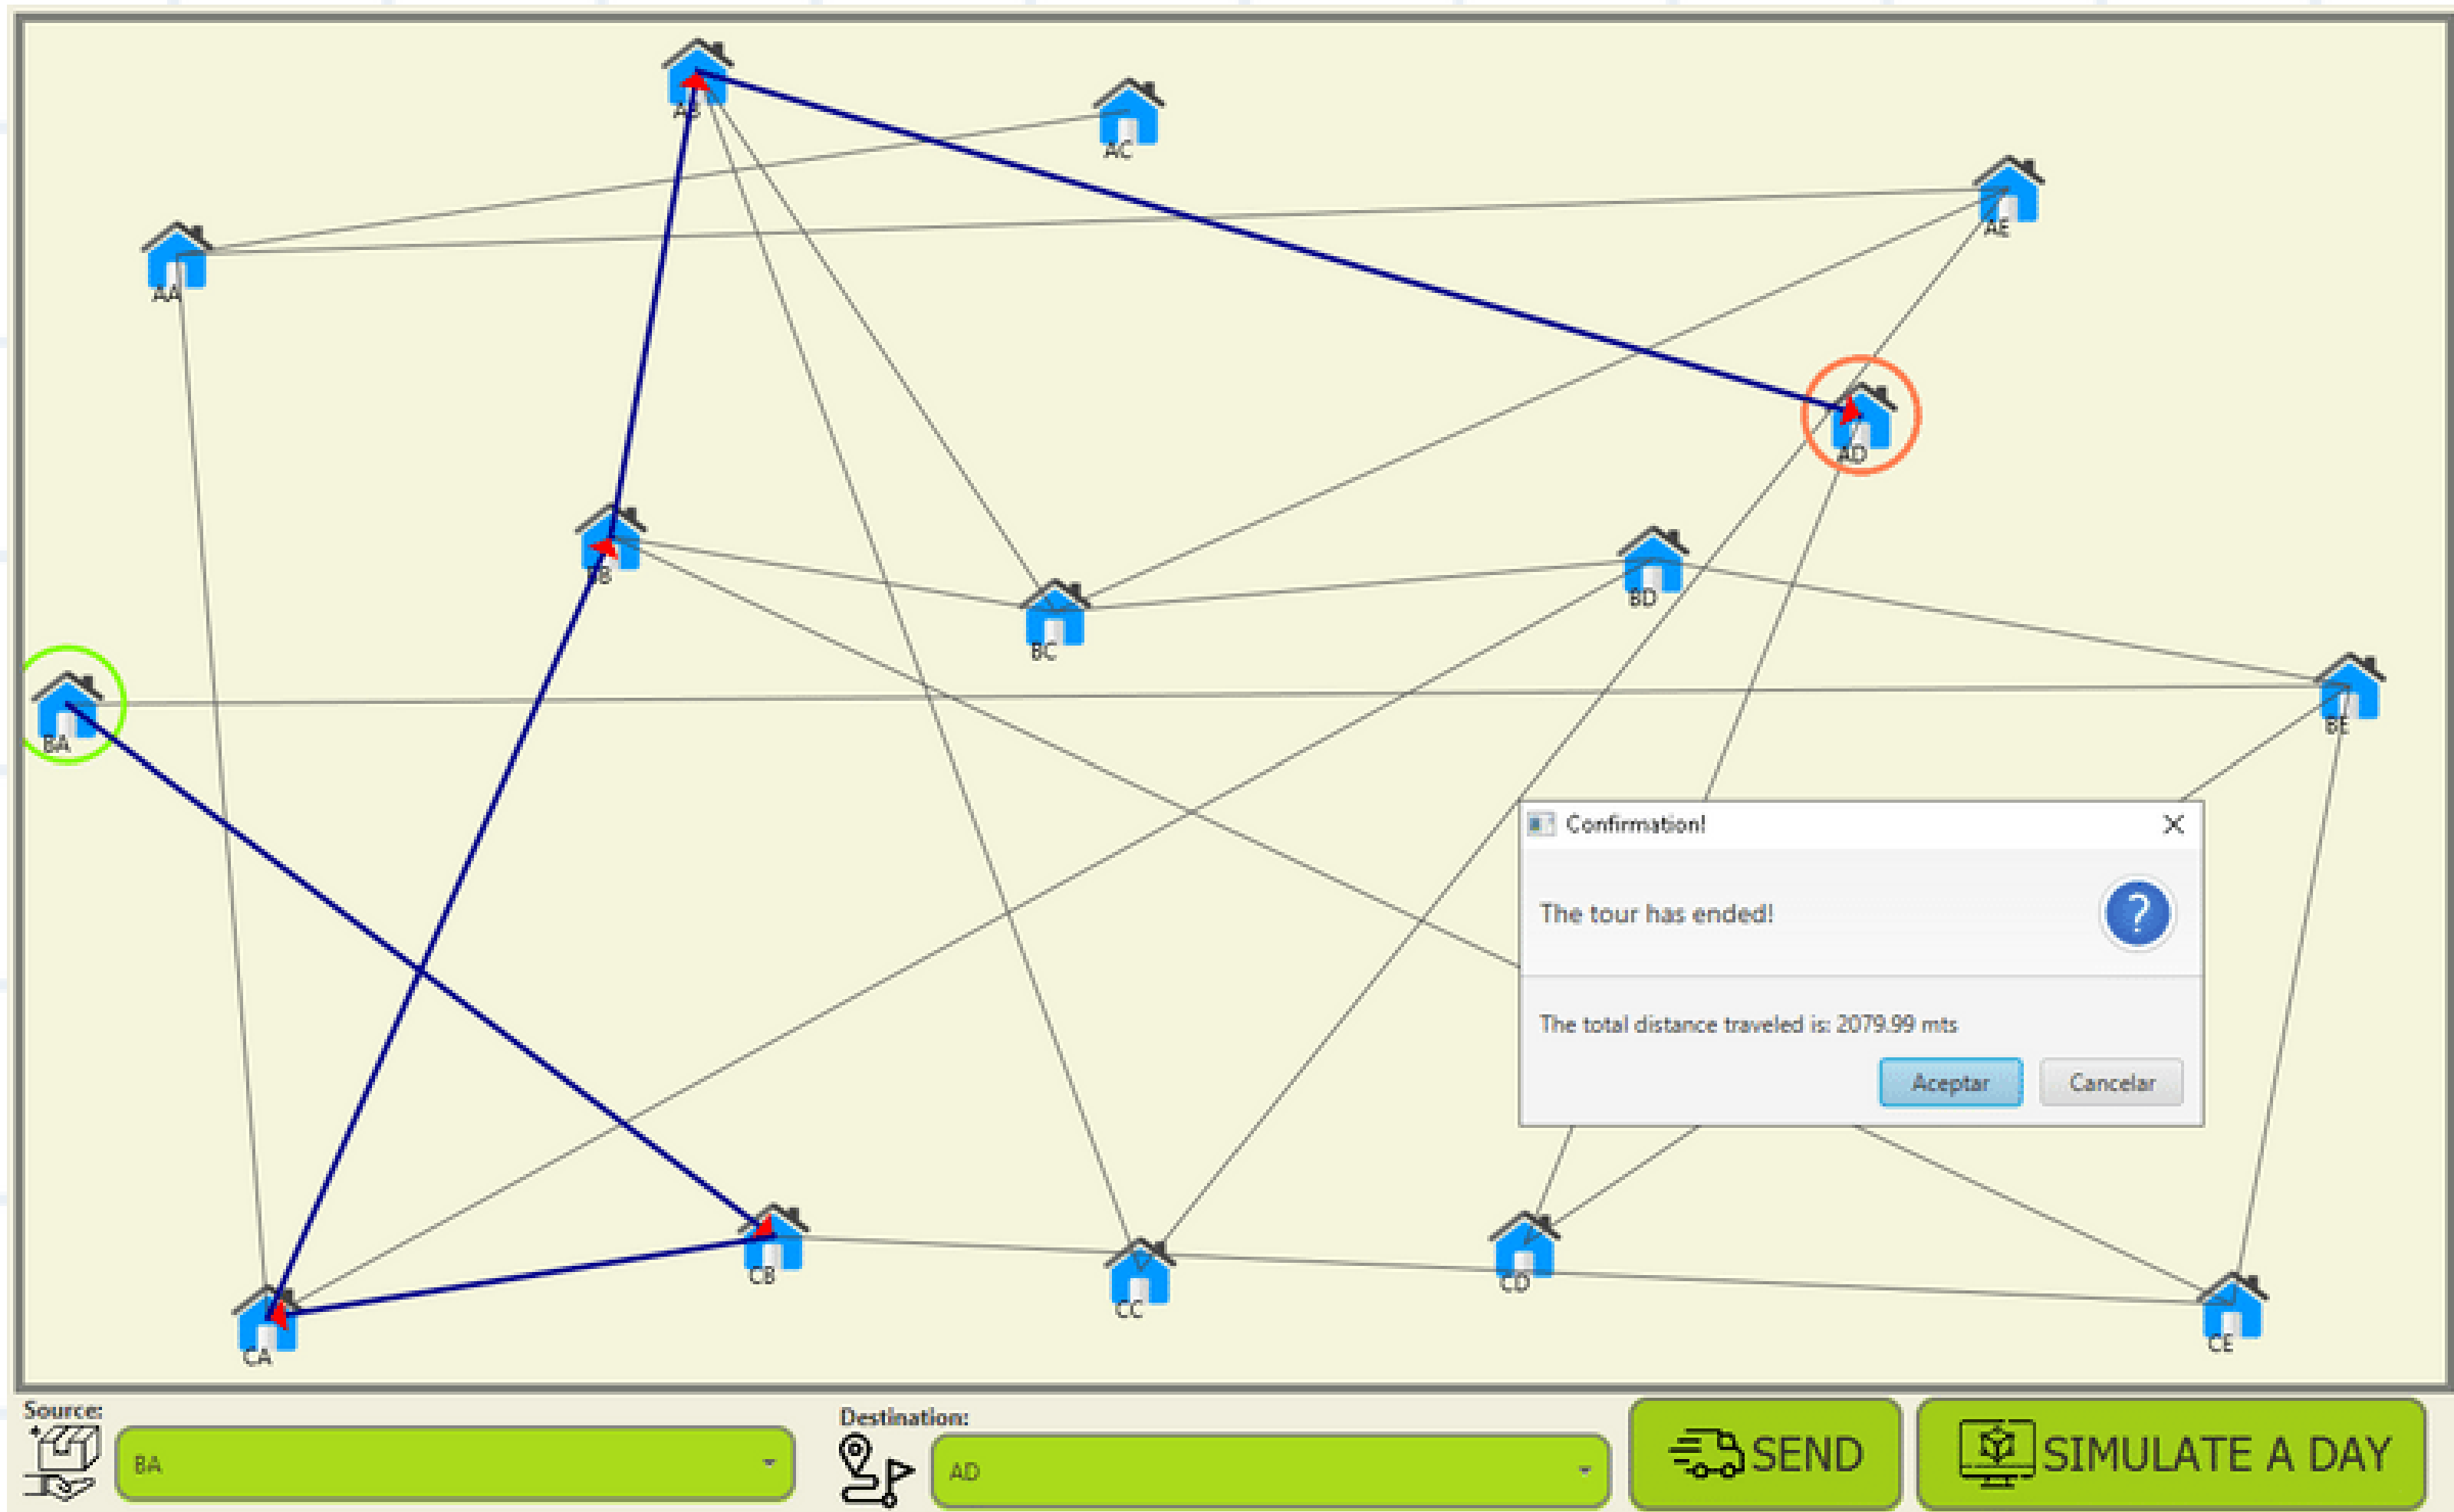 AB
AC
AE
AA
AD
BB
BD
BC
BE
BA
Confirmation!
The tour has ended!
The total distance traveled is: 2079.99 mts
Aceptar
Cancelar
CB
CD
CC
CE
CA
Source:
BA
Destination:
AD
SEND
SIMULATE A DAY